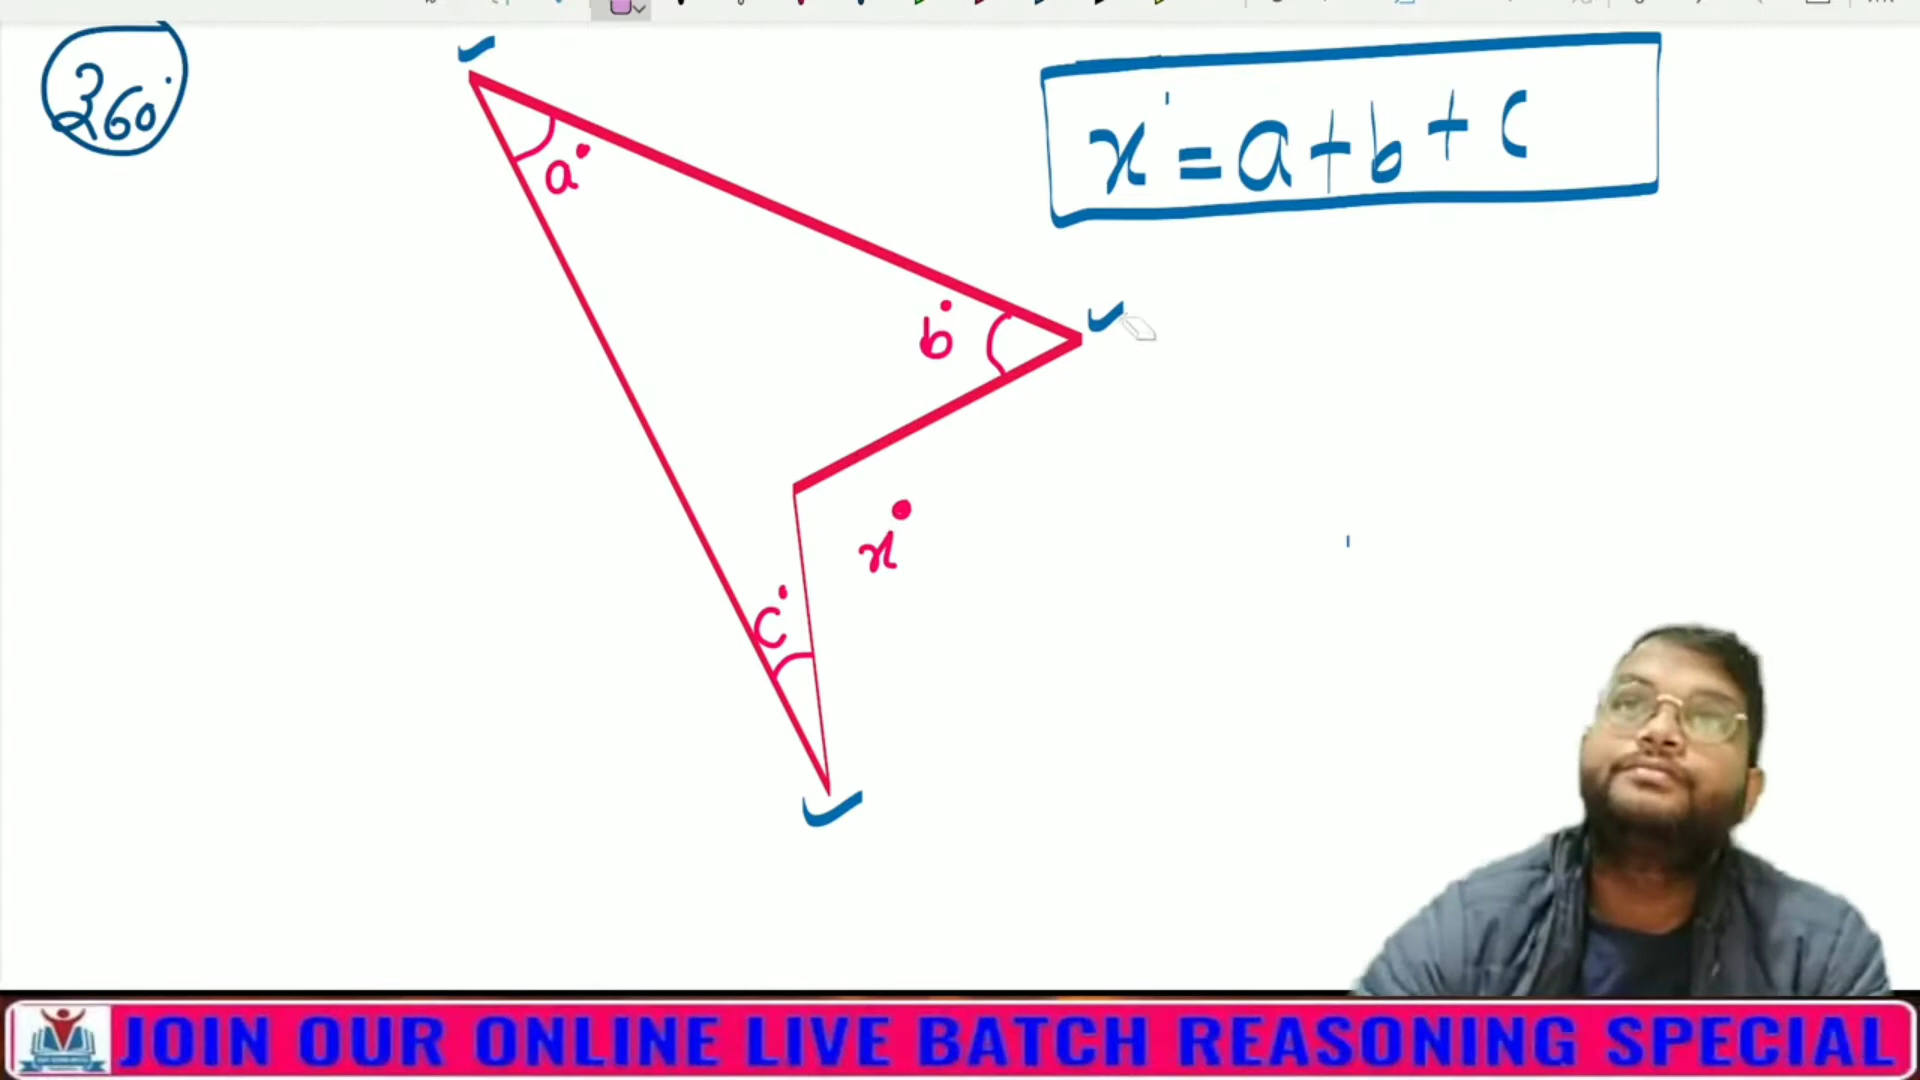 360°
x° = a + b + c
a°
b°
x°
c°
JOIN OUR ONLINE LIVE BATCH REASONING SPECIAL